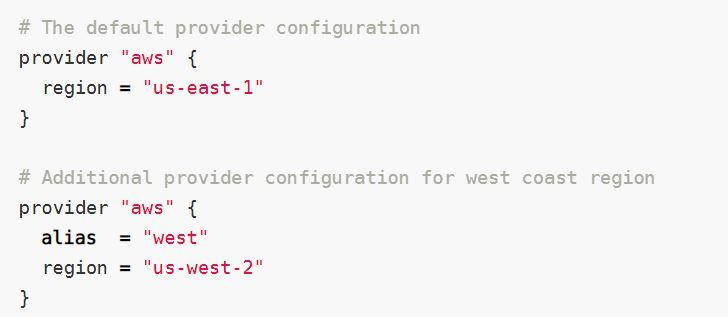 # The default provider configuration
provider "aws" {
  region = "us-east-1"
}

# Additional provider configuration for west coast region
provider "aws" {
  alias  = "west"
  region = "us-west-2"
}